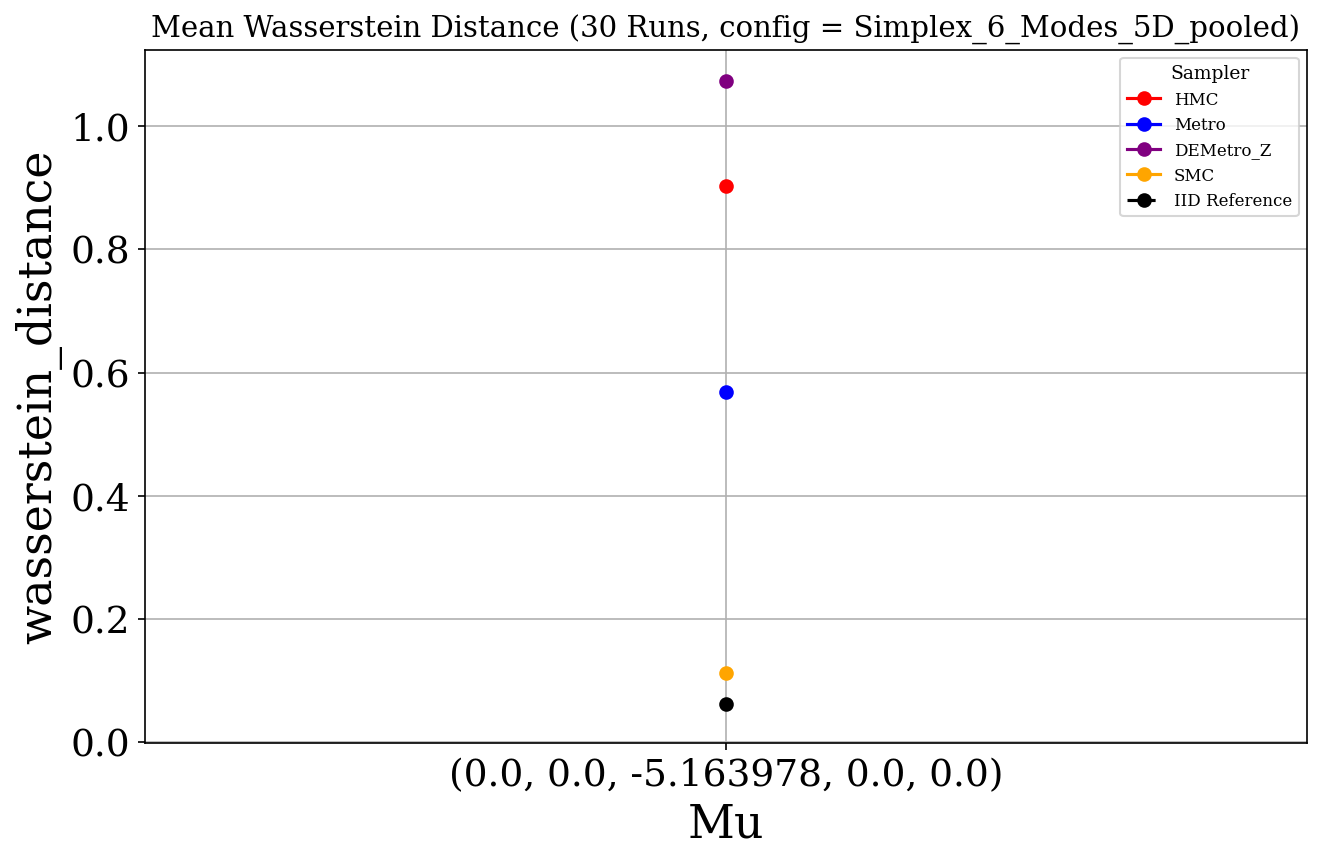 Mean Wasserstein Distance (30 Runs, config = Simplex_6_Modes_5D_pooled)
Sampler
HMC
Metro
DEMetro_Z
SMC
IID Reference
wasserstein_distance
1.0
0.8
0.6
0.4
0.2
0.0
(0.0, 0.0, -5.163978, 0.0, 0.0)
Mu